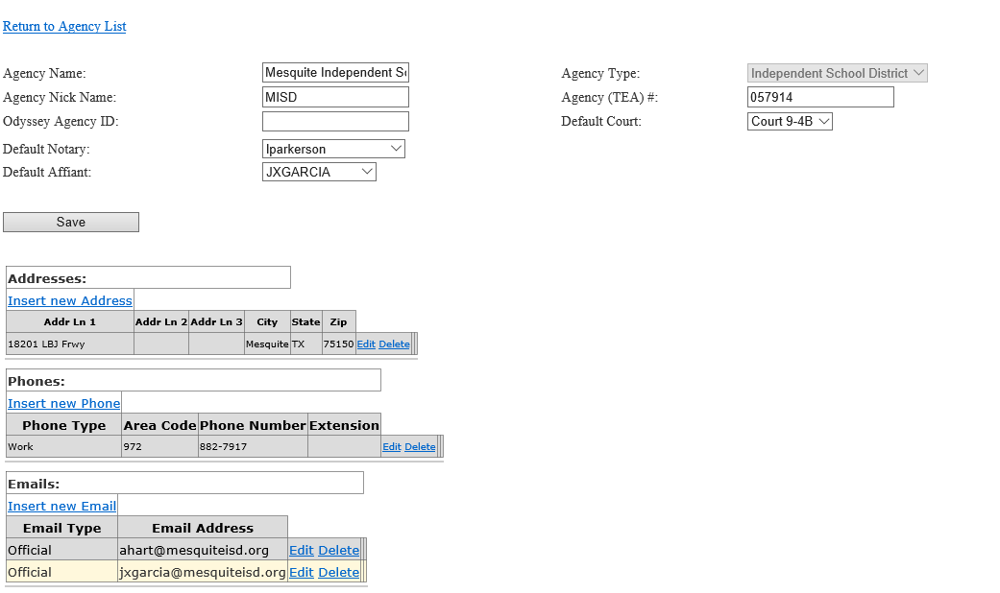 Return to Agency List
Agency Name: Mesquite Independent Sc Agency Type: Independent School District
Agency Nick Name: MISD Agency (TEA) #: 057914
Odyssey Agency ID: Default Court: Court 9-4B
Default Notary: lparkerson
Default Affiant: JXGARCIA
Save
Addresses:
Insert new Address
Addr Ln 1 Addr Ln 2 Addr Ln 3 City State Zip
18201 LBJ Frwy Mesquite TX 75150 Edit Delete
Phones:
Insert new Phone
Phone Type Area Code Phone Number Extension
Work 972 882-7917 Edit Delete
Emails:
Insert new Email
Email Type Email Address
Official ahart@mesquiteisd.org Edit Delete
Official jxgarcia@mesquiteisd.org Edit Delete